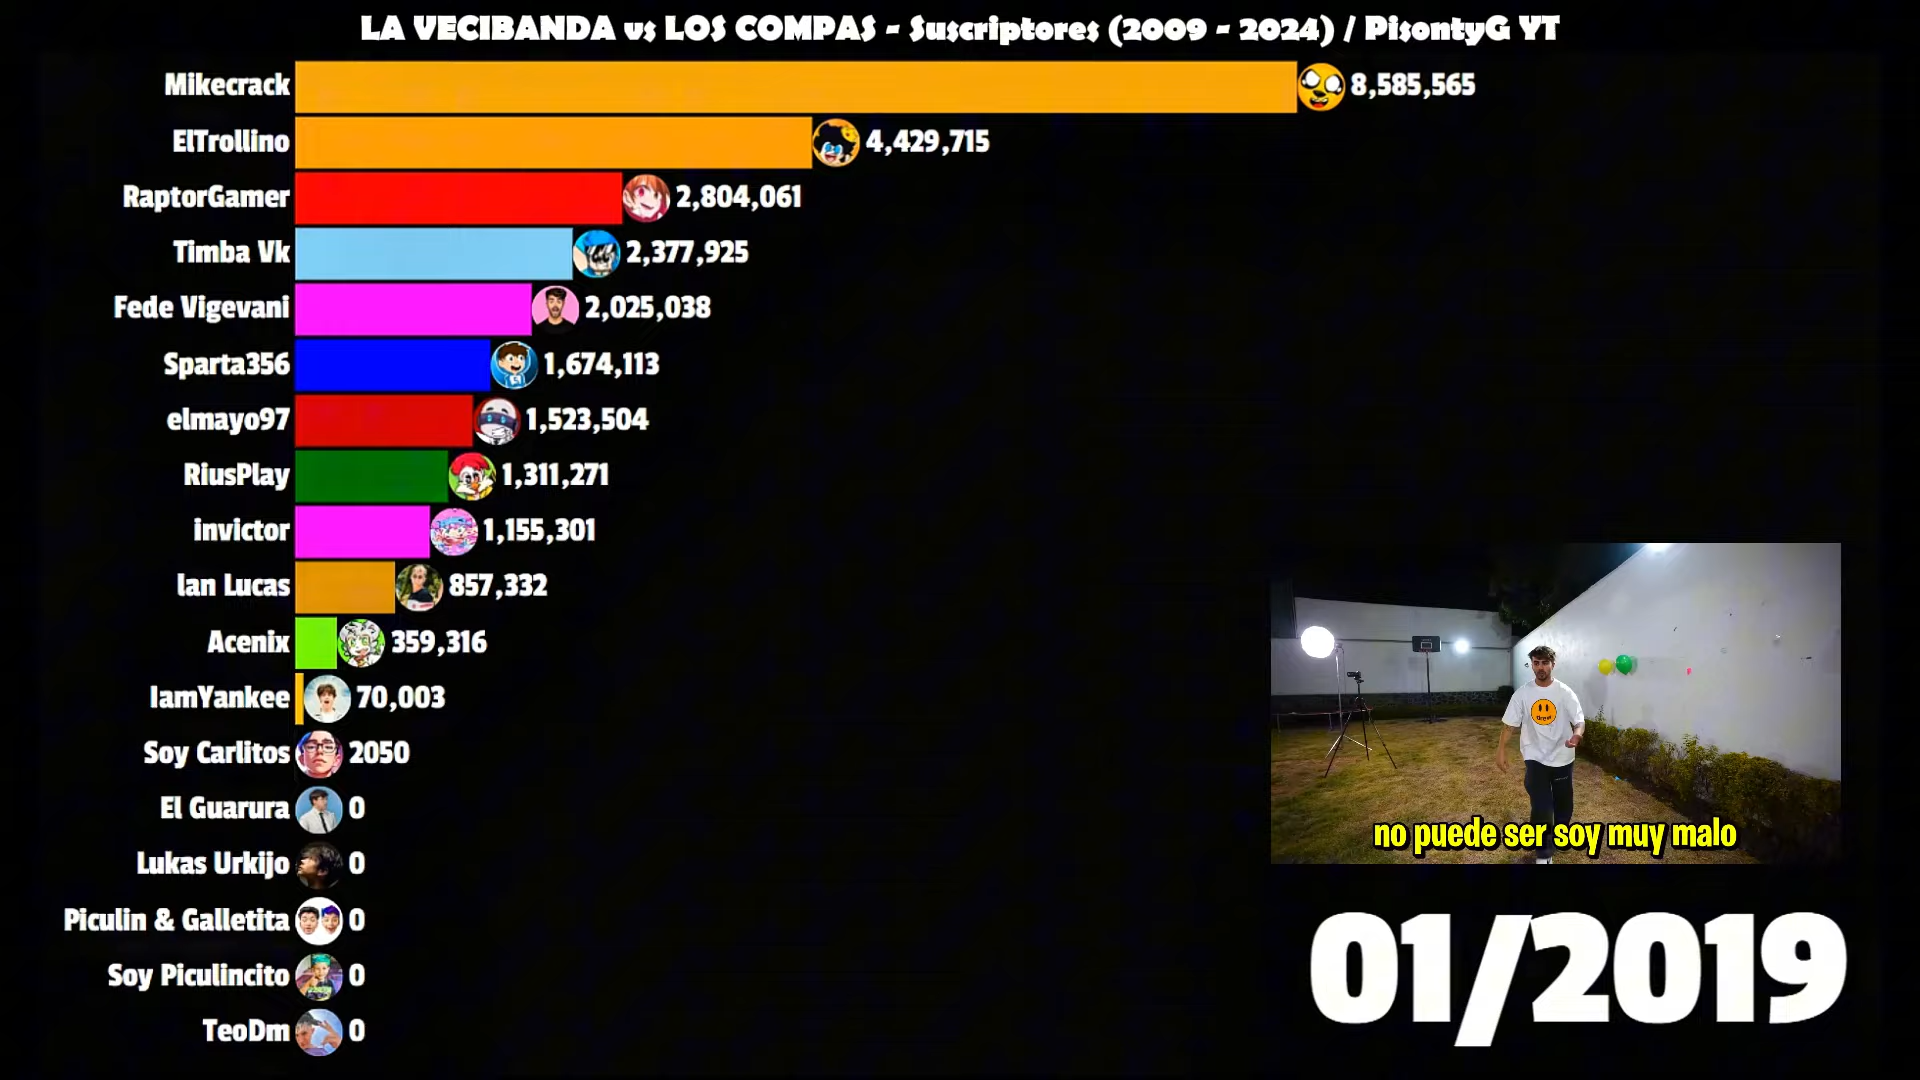 LA VECIBANDA vs LOS COMPAS - Suscriptores (2009 - 2024) / PisontyG YT
Mikecrack 8,585,565
ElTrollino 4,429,715
RaptorGamer 2,804,061
Timba Vk 2,377,925
Fede Vigevani 2,025,038
Sparta356 1,674,113
elmayo97 1,523,504
RiusPlay 1,311,271
invictor 1,155,301
Ian Lucas 857,332
Acenix 359,316
IamYankee 70,003
Soy Carlitos 2050
El Guarura 0
Lukas Urkijo 0
Piculin & Galletita 0
Soy Piculincito 0
TeoDm 0
no puede ser soy muy malo
01/2019